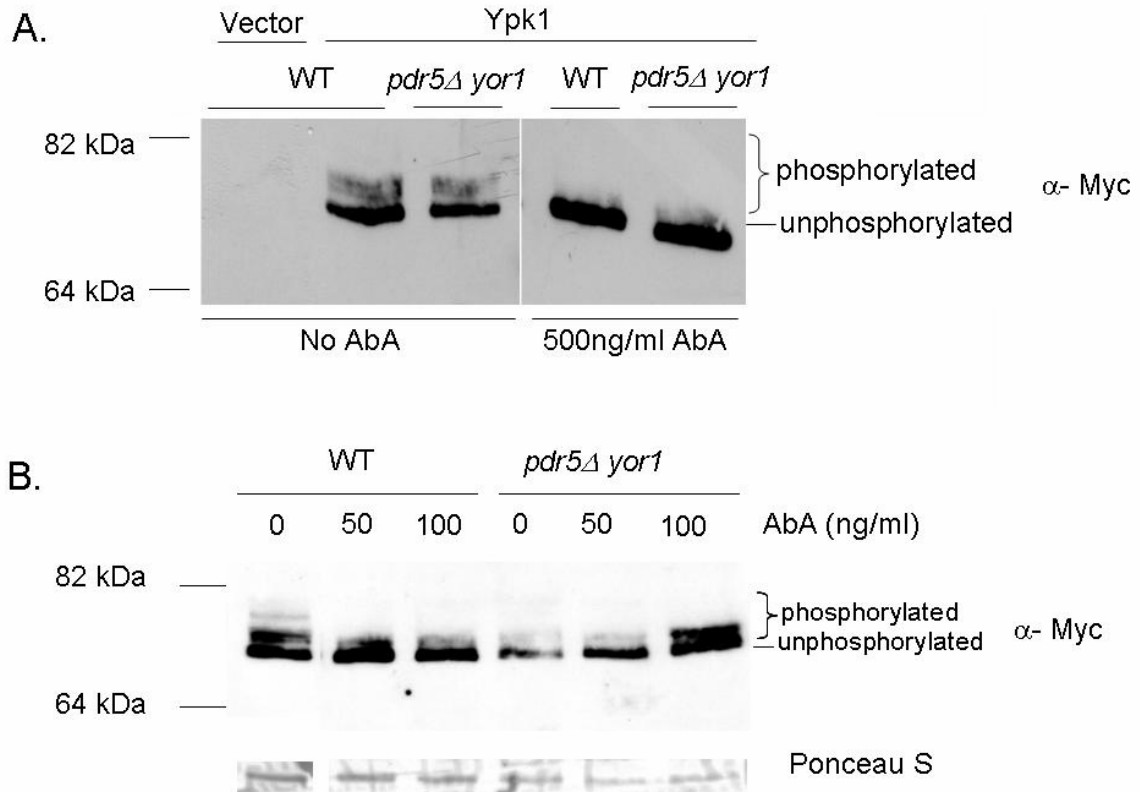 A.
Vector Ypk1
WT pdr5Δ yor1 WT pdr5Δ yor1
82 kDa
phosphorylated
α- Myc
unphosphorylated
64 kDa
No AbA 500ng/ml AbA
B.
WT pdr5Δ yor1
0 50 100 0 50 100 AbA (ng/ml)
82 kDa
phosphorylated
unphosphorylated α- Myc
64 kDa
Ponceau S